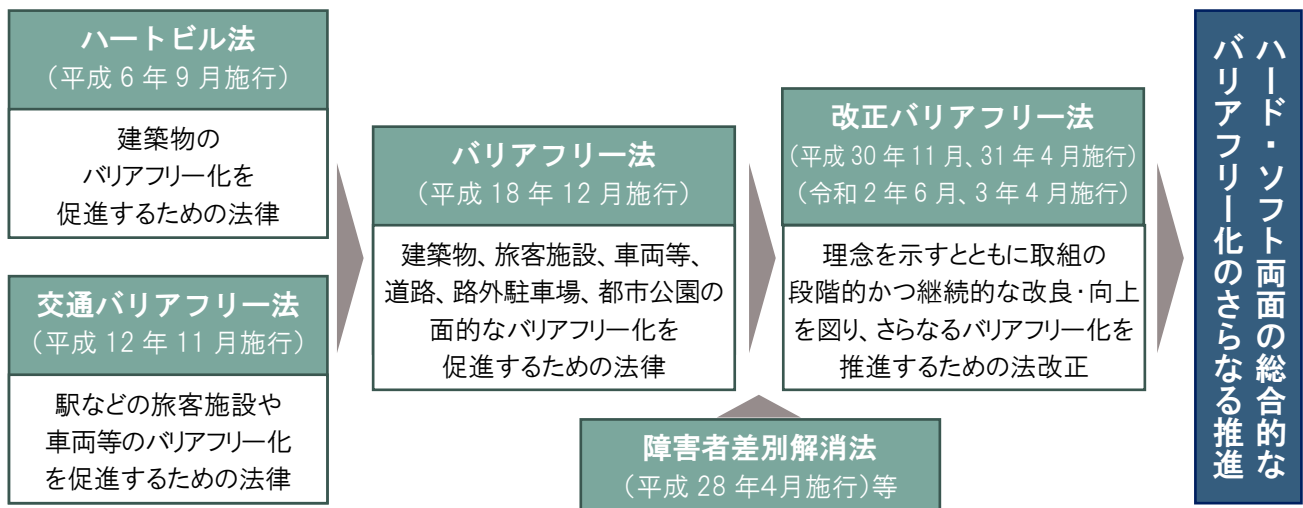 ハートビル法
（平成 6 年 9 月施行）
建築物の
バリアフリー化を
促進するための法律
交通バリアフリー法
（平成 12 年 11 月施行）
駅などの旅客施設や
車両等のバリアフリー化
を促進するための法律
バリアフリー法
（平成 18 年 12 月施行）
建築物、旅客施設、車両等、
道路、路外駐車場、都市公園の
面的なバリアフリー化を
促進するための法律
障害者差別解消法
（平成 28 年4月施行）等
改正バリアフリー法
（平成 30 年 11 月、31 年 4 月施行）
（令和 2 年 6 月、3 年 4 月施行）
理念を示すとともに取組の
段階的かつ継続的な改良・向上
を図り、さらなるバリアフリー化を
推進するための法改正
ハード・ソフト両面の総合的な
バリアフリー化のさらなる推進